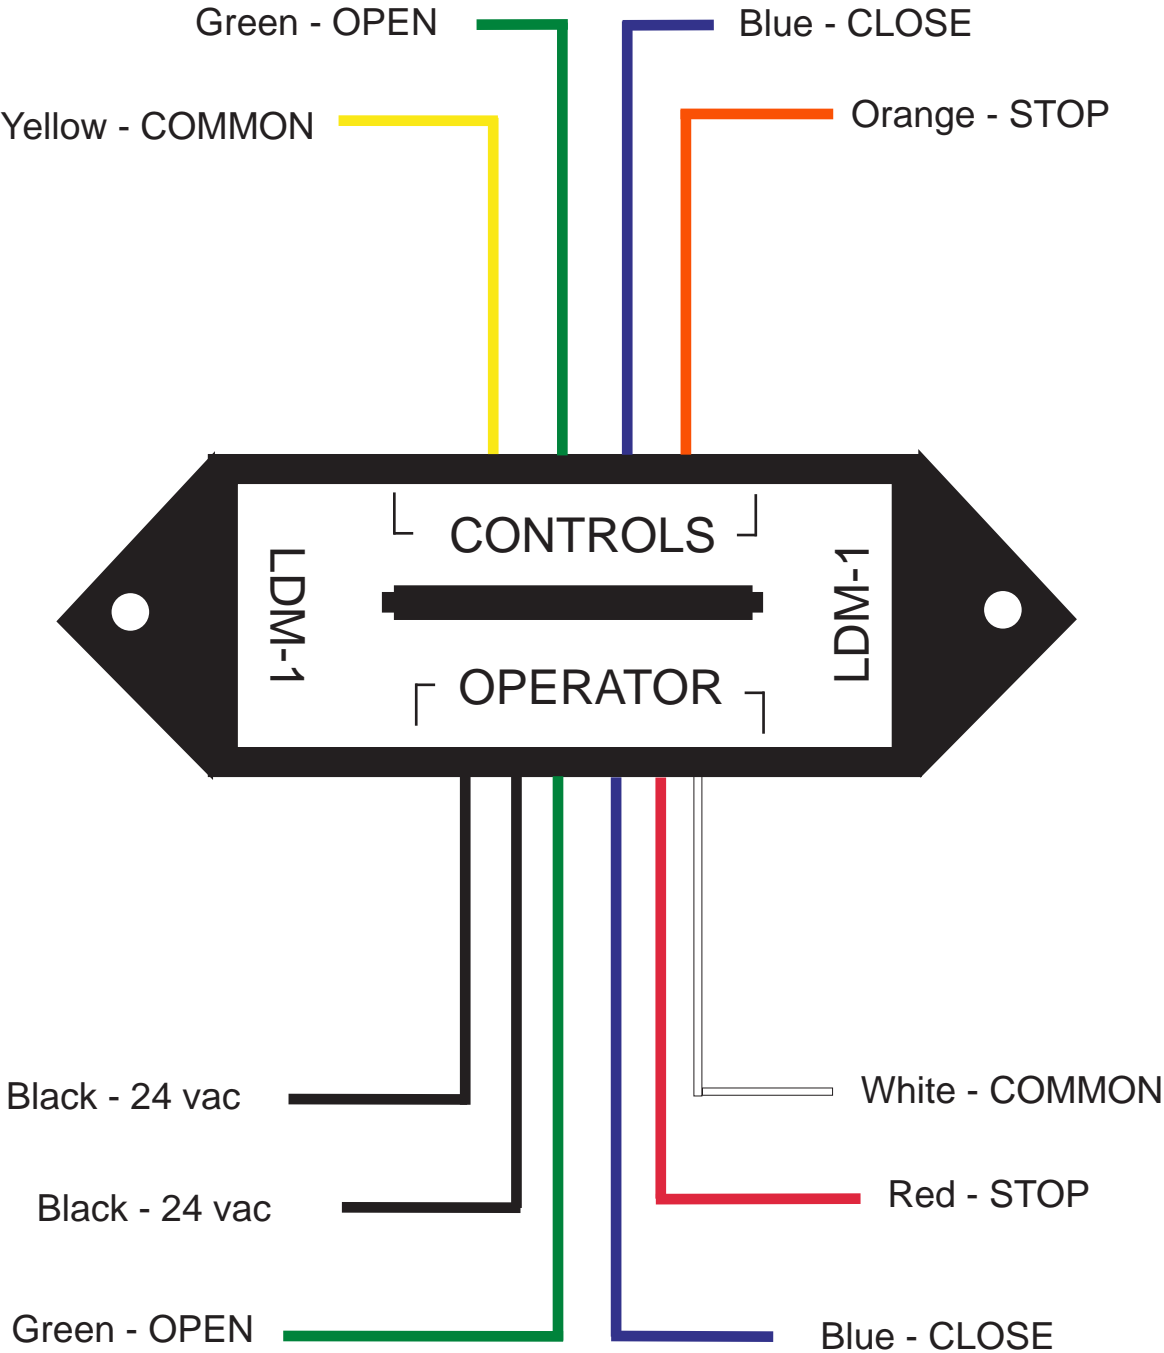 Green - OPEN
Blue - CLOSE
Yellow - COMMON
Orange - STOP
CONTROLS
LDM-1
LDM-1
OPERATOR
Black - 24 vac
White - COMMON
Black - 24 vac
Red - STOP
Green - OPEN
Blue - CLOSE